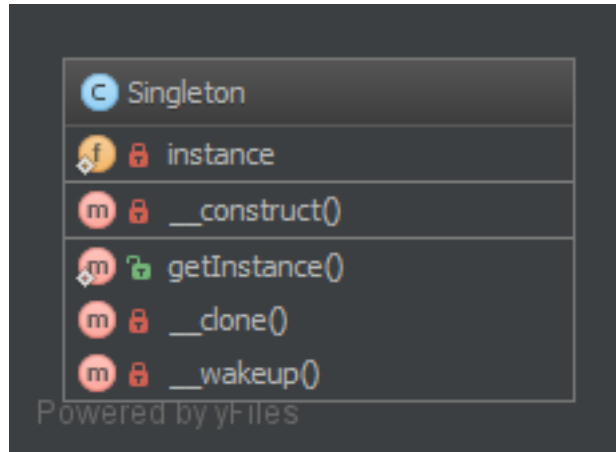 C Singleton
f instance
m __construct()
m getInstance()
m __clone()
m __wakeup()
Powered by yFiles